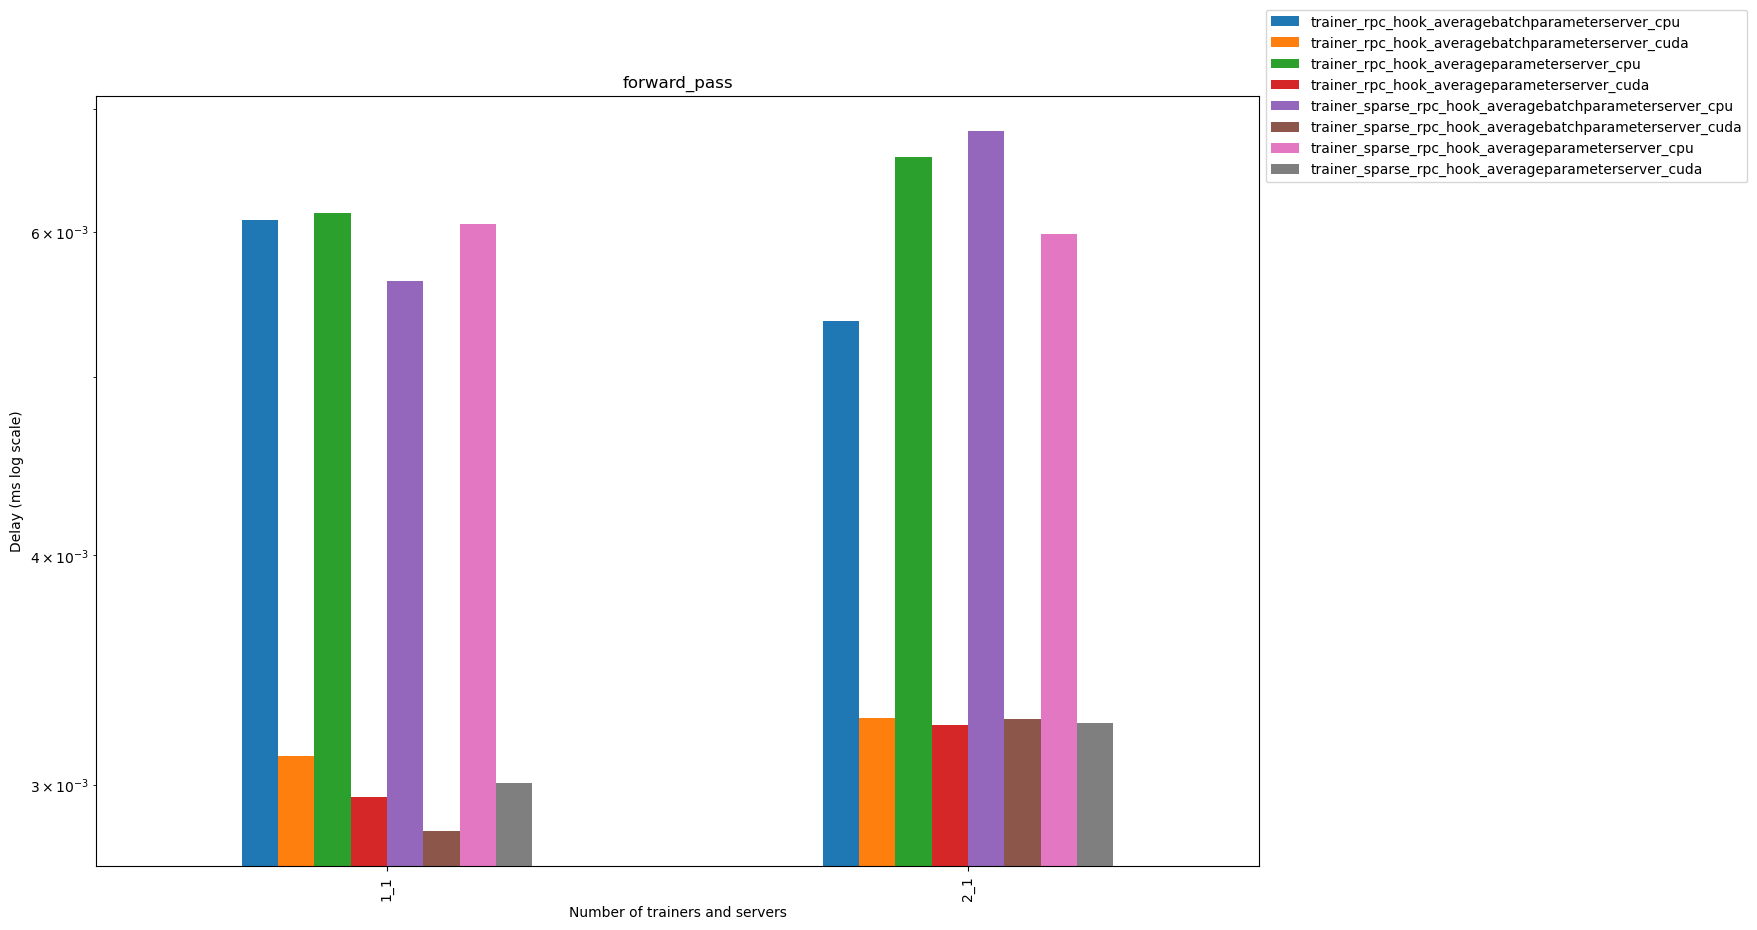 trainer_rpc_hook_averagebatchparameterserver_cpu
trainer_rpc_hook_averagebatchparameterserver_cuda
trainer_rpc_hook_averageparameterserver_cpu
trainer_rpc_hook_averageparameterserver_cuda
trainer_sparse_rpc_hook_averagebatchparameterserver_cpu
trainer_sparse_rpc_hook_averagebatchparameterserver_cuda
trainer_sparse_rpc_hook_averageparameterserver_cpu
trainer_sparse_rpc_hook_averageparameterserver_cuda
forward_pass
6 × 10⁻³
4 × 10⁻³
3 × 10⁻³
Delay (ms log scale)
1_1
2_1
Number of trainers and servers